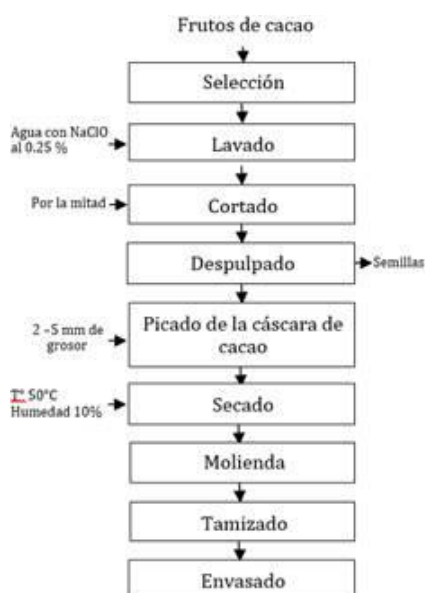 Frutos de cacao
Selección
Agua con NaClO
al 0.25 %
Lavado
Por la mitad
Cortado
Despulpado
Semillas
2 –5 mm de
grosor
Picado de la cáscara de
cacao
T° 50°C
Humedad 10%
Secado
Molienda
Tamizado
Envasado